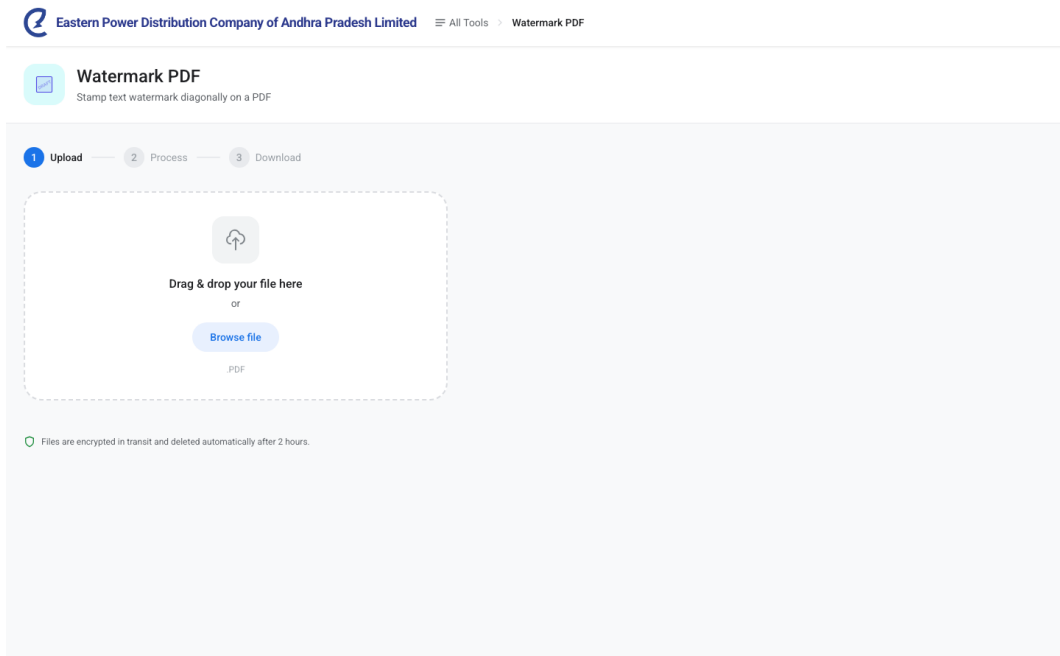 Eastern Power Distribution Company of Andhra Pradesh Limited All Tools Watermark PDF
Watermark PDF
Stamp text watermark diagonally on a PDF
1 Upload 2 Process 3 Download
Drag & drop your file here
or
Browse file
.PDF
Files are encrypted in transit and deleted automatically after 2 hours.